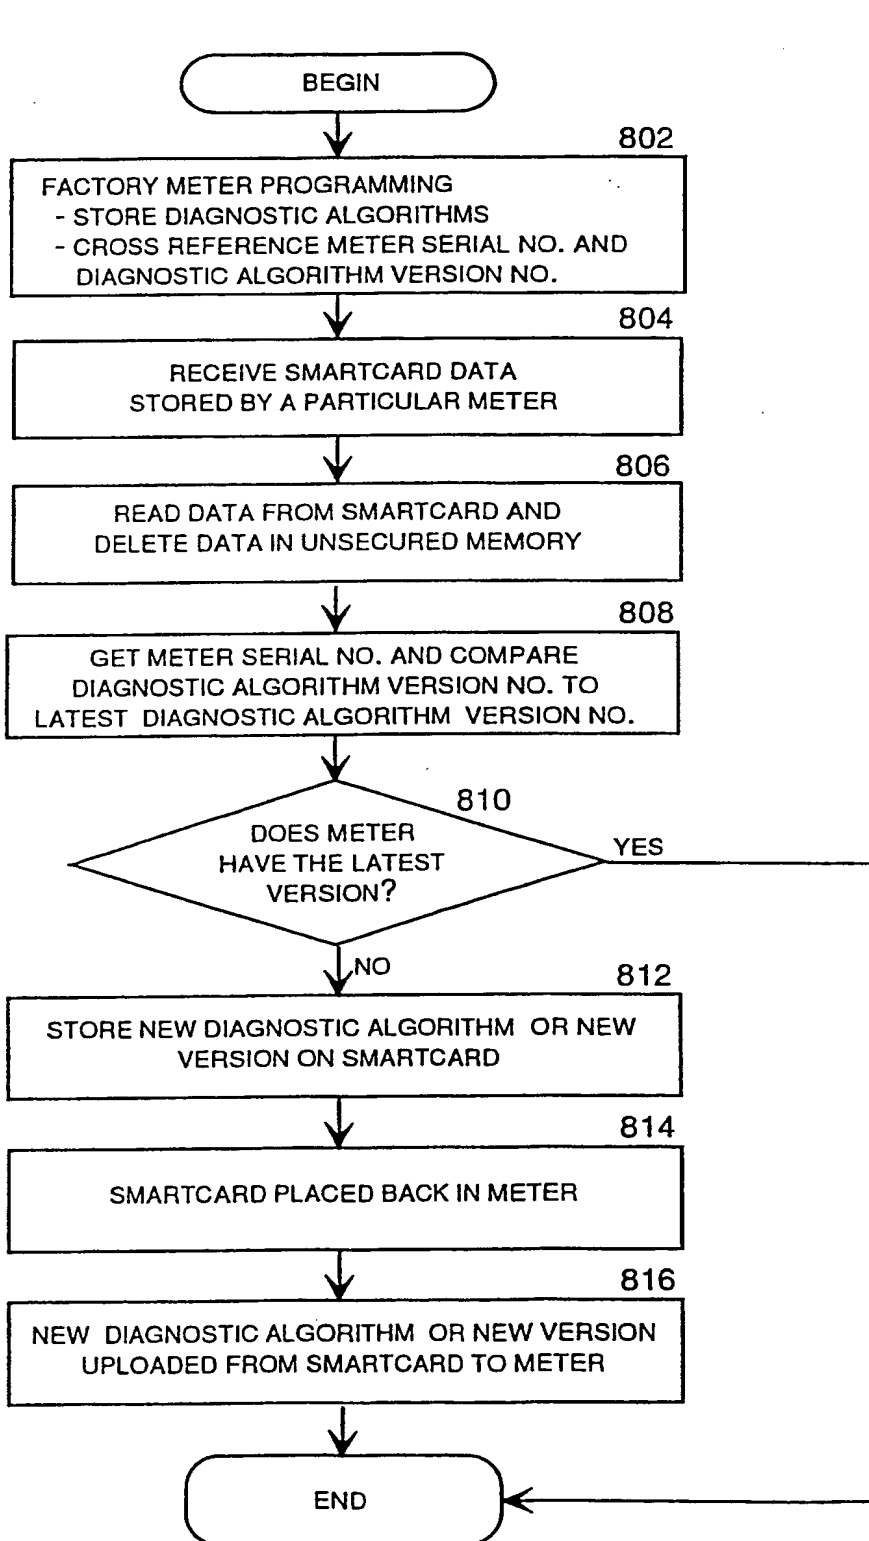 BEGIN
802
FACTORY METER PROGRAMMING
- STORE DIAGNOSTIC ALGORITHMS
- CROSS REFERENCE METER SERIAL NO. AND
DIAGNOSTIC ALGORITHM VERSION NO.
804
RECEIVE SMARTCARD DATA
STORED BY A PARTICULAR METER
806
READ DATA FROM SMARTCARD AND
DELETE DATA IN UNSECURED MEMORY
808
GET METER SERIAL NO. AND COMPARE
DIAGNOSTIC ALGORITHM VERSION NO. TO
LATEST DIAGNOSTIC ALGORITHM VERSION NO.
810
DOES METER
HAVE THE LATEST
VERSION?
YES
NO
812
STORE NEW DIAGNOSTIC ALGORITHM OR NEW
VERSION ON SMARTCARD
814
SMARTCARD PLACED BACK IN METER
816
NEW DIAGNOSTIC ALGORITHM OR NEW VERSION
UPLOADED FROM SMARTCARD TO METER
END